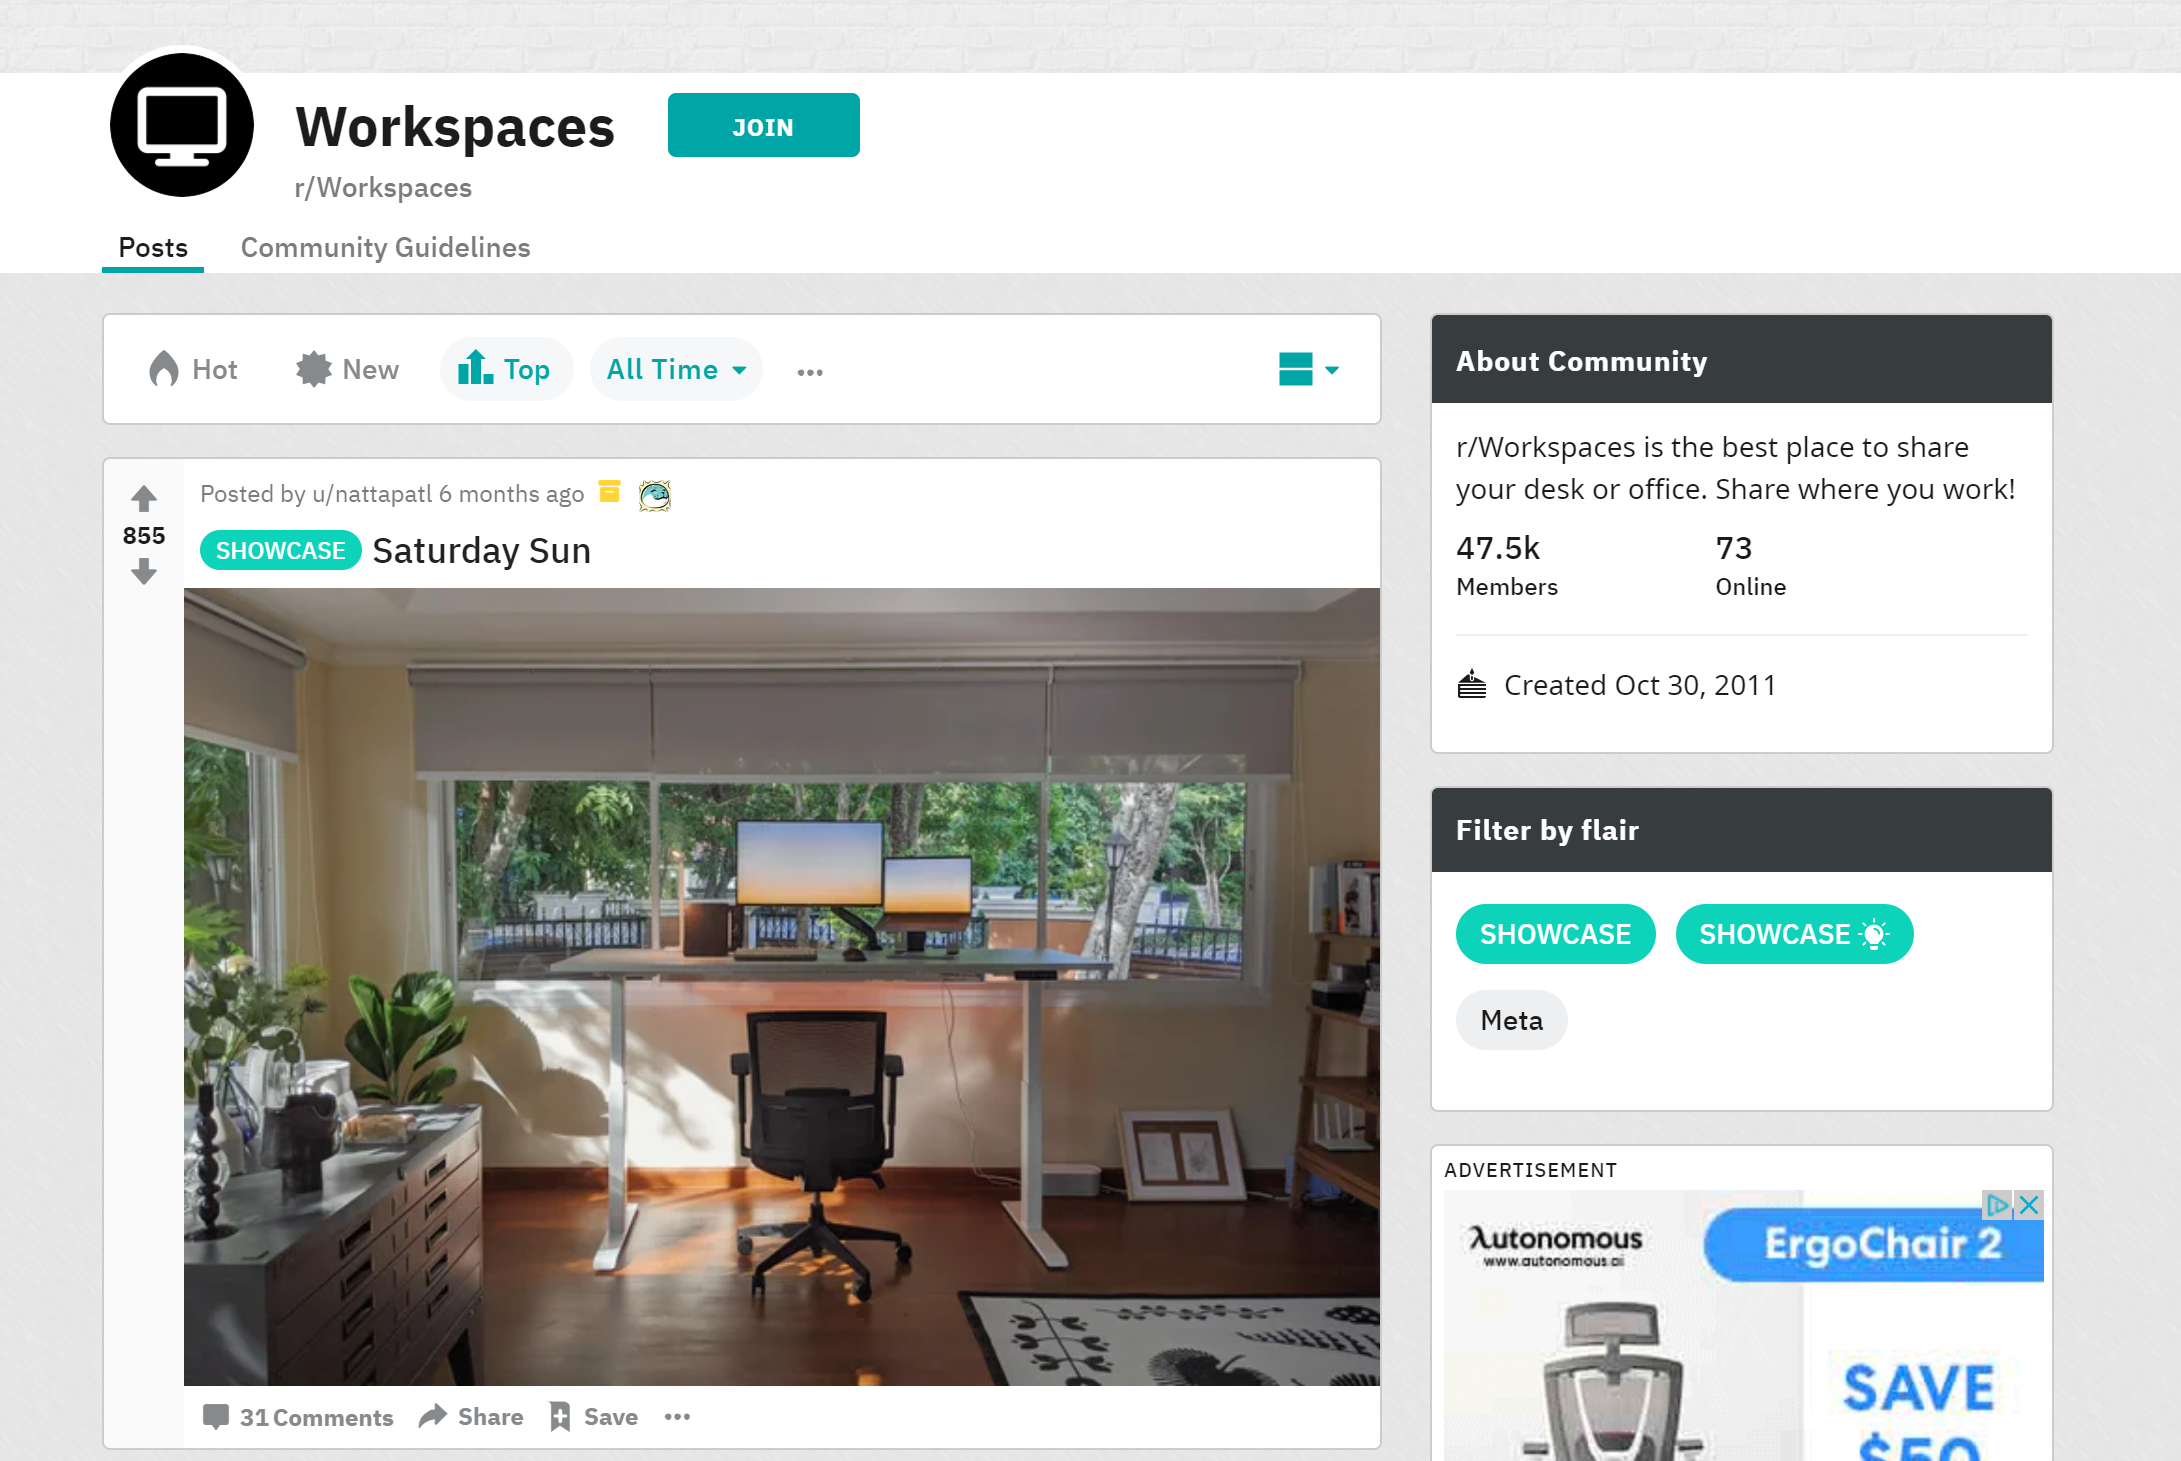 Workspaces
JOIN
r/Workspaces
Posts
Community Guidelines
Hot
New
Top
All Time
Posted by u/nattapatl 6 months ago
855
SHOWCASE Saturday Sun
31 Comments
Share
Save
About Community
r/Workspaces is the best place to share
your desk or office. Share where you work!
47.5k
73
Members
Online
Created Oct 30, 2011
Filter by flair
SHOWCASE
SHOWCASE
Meta
ADVERTISEMENT
Autonomous
www.autonomous.ai
ErgoChair 2
SAVE
$50